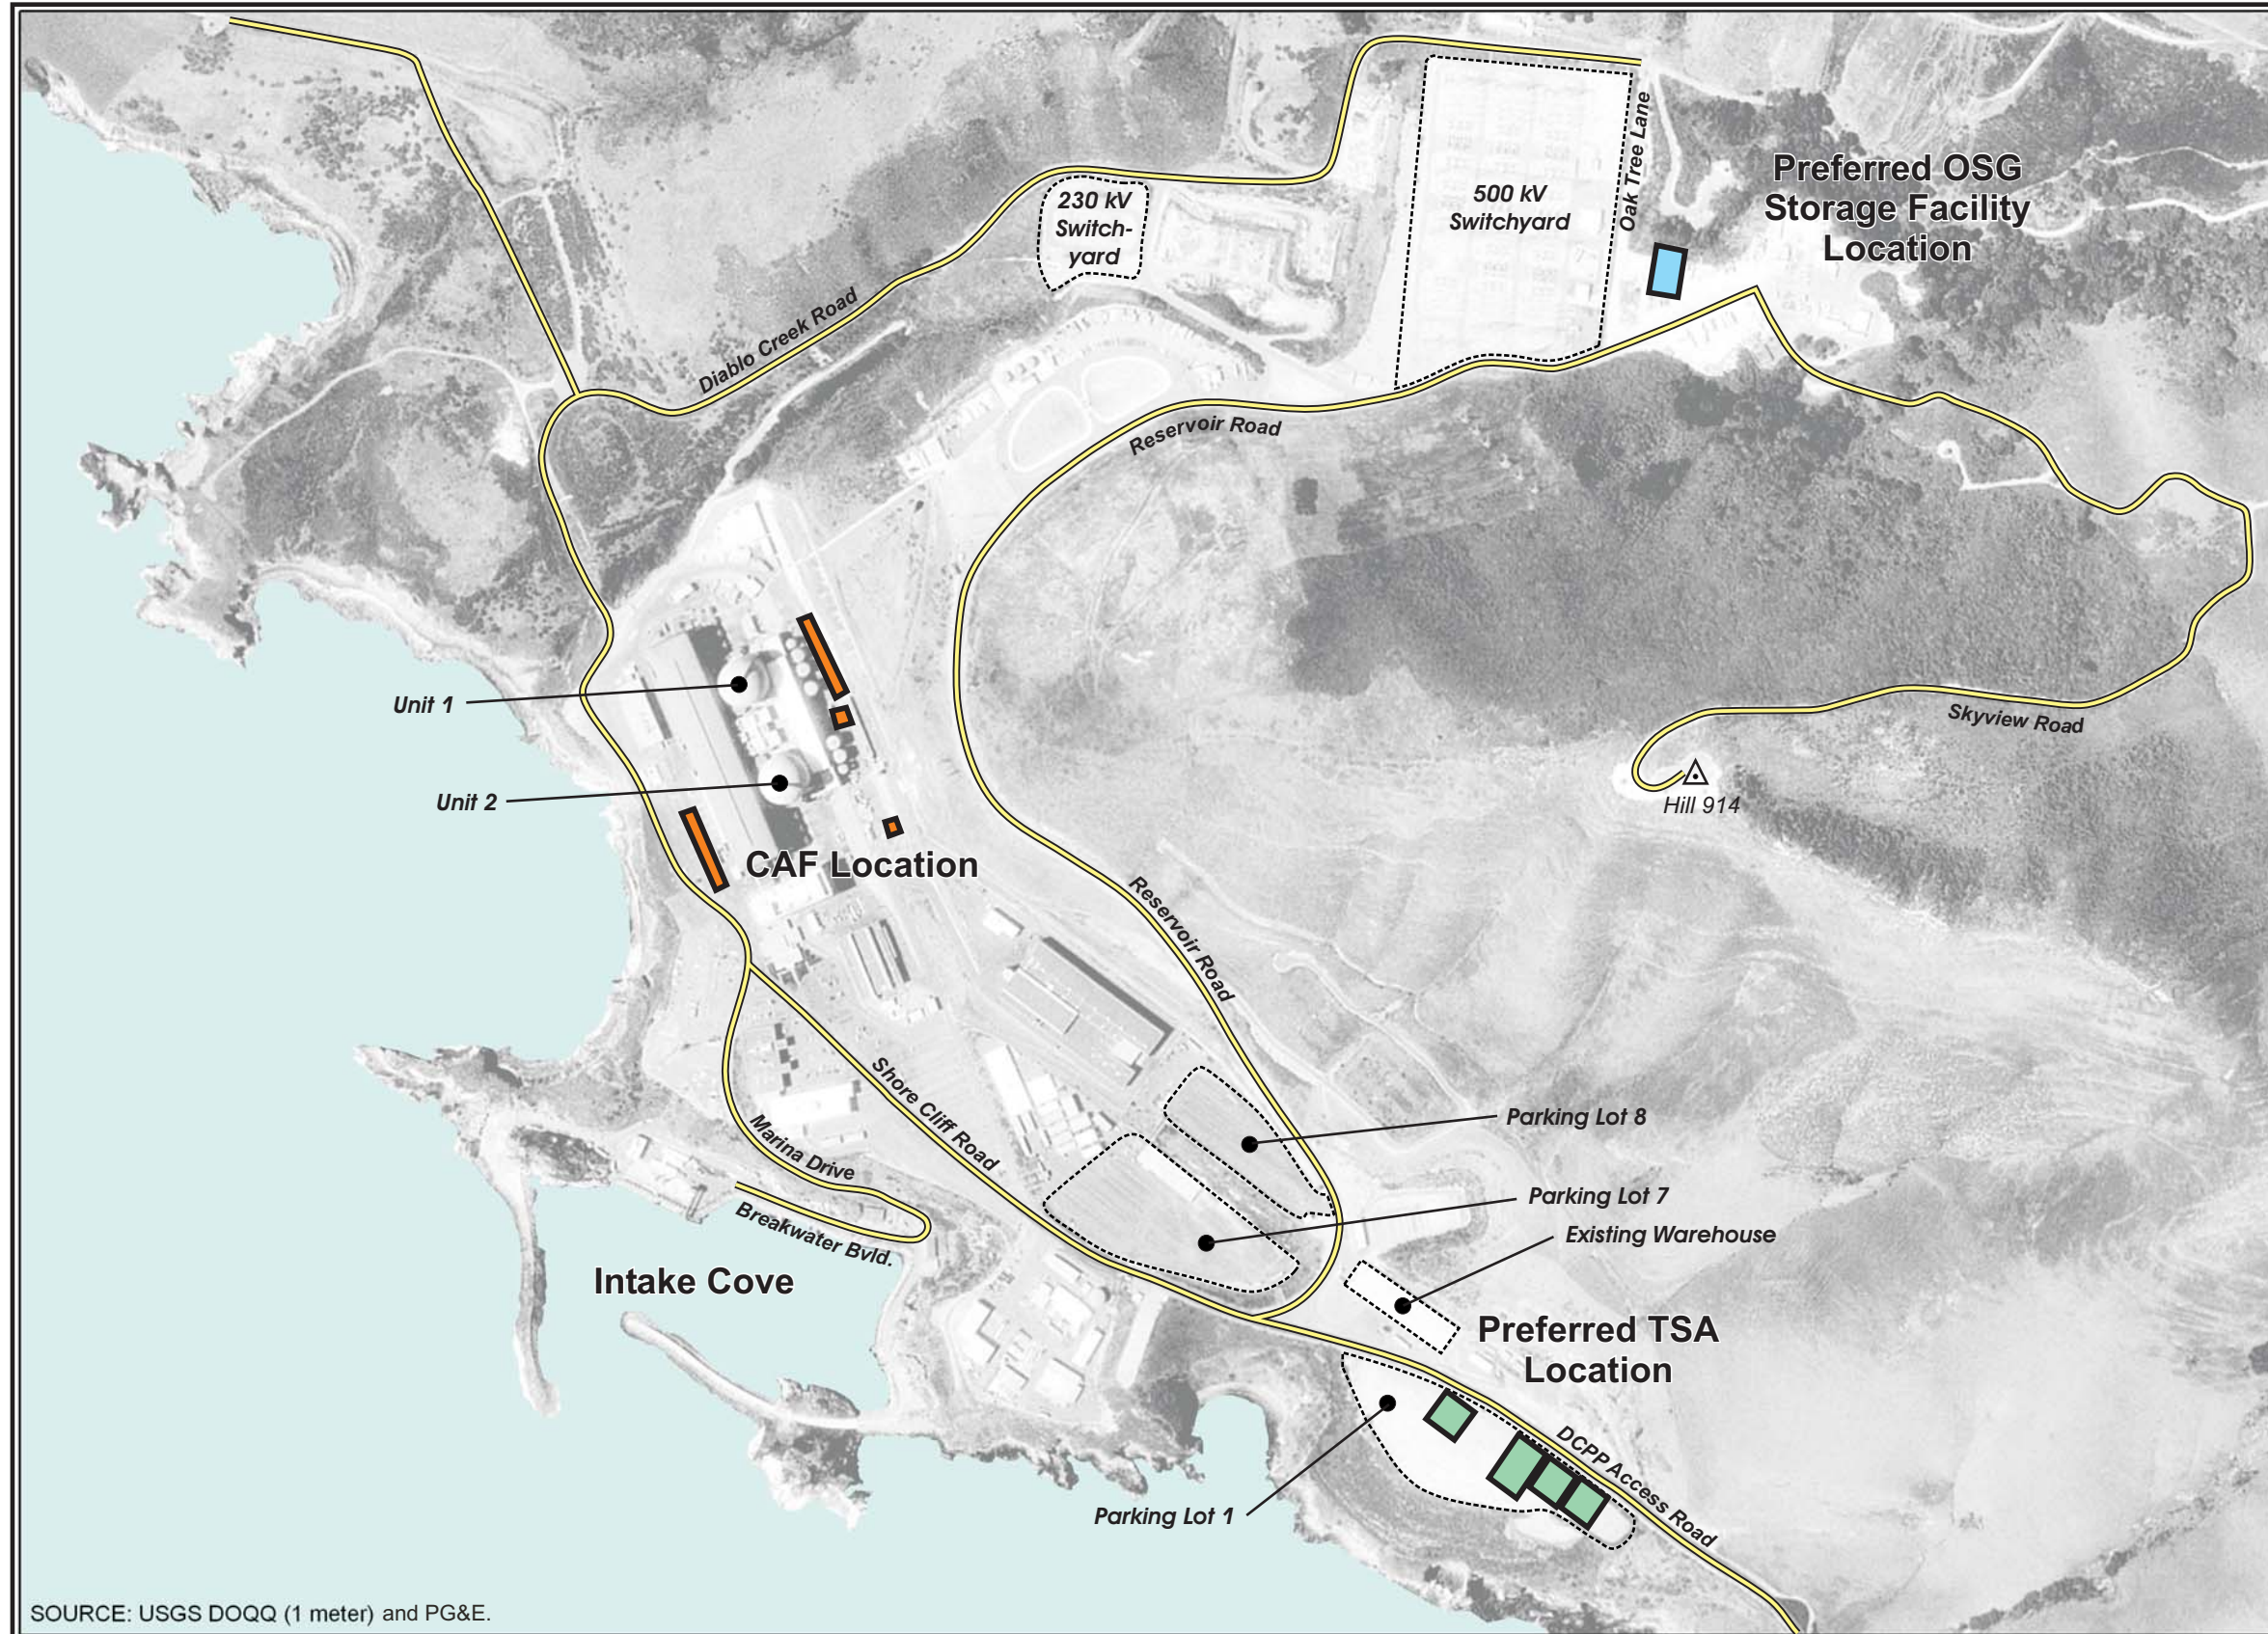 Preferred OSG
Storage Facility
Location
230 kV
Switch-
yard
500 kV
Switchyard
Oak Tree Lane
Diablo Creek Road
Reservoir Road
Unit 1
Skyview Road
Unit 2
Hill 914
CAF Location
Reservoir Road
Shore Cliff Road
Parking Lot 8
Marina Drive
Parking Lot 7
Breakwater Bvld.
Existing Warehouse
Intake Cove
Preferred TSA
Location
DCPP Access Road
Parking Lot 1
SOURCE: USGS DOQQ (1 meter) and PG&E.